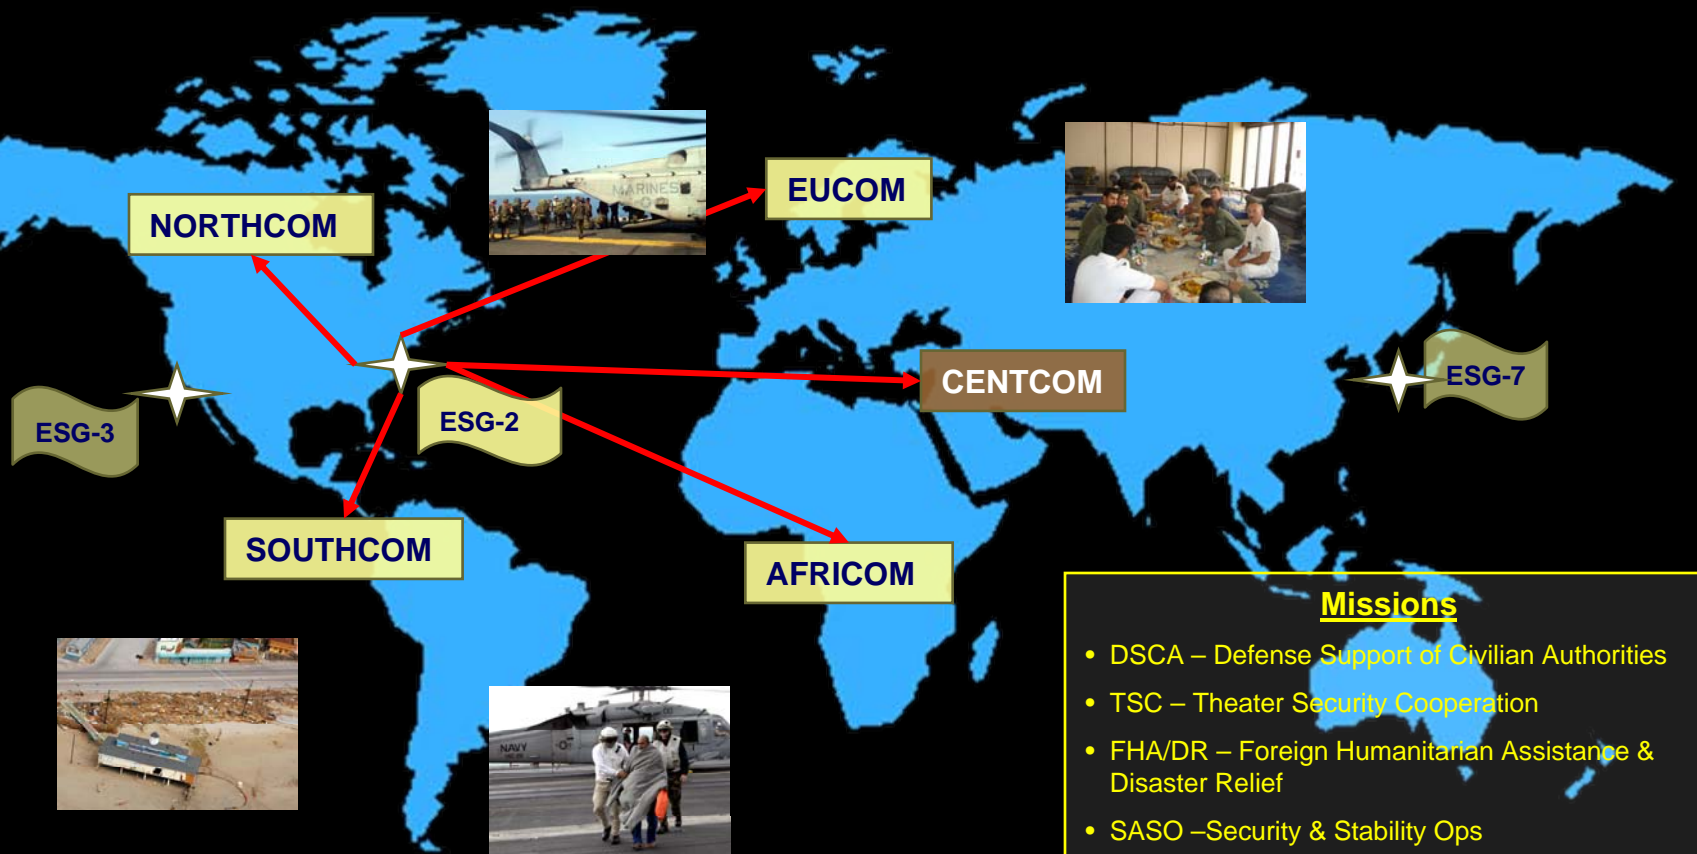 EUCOM
NORTHCOM
MARINES
CENTCOM
ESG-7
ESG-3
ESG-2
SOUTHCOM
AFRICOM
Missions
• DSCA – Defense Support of Civilian Authorities
• TSC – Theater Security Cooperation
• FHA/DR – Foreign Humanitarian Assistance &
Disaster Relief
• SASO –Security & Stability Ops
NAVY